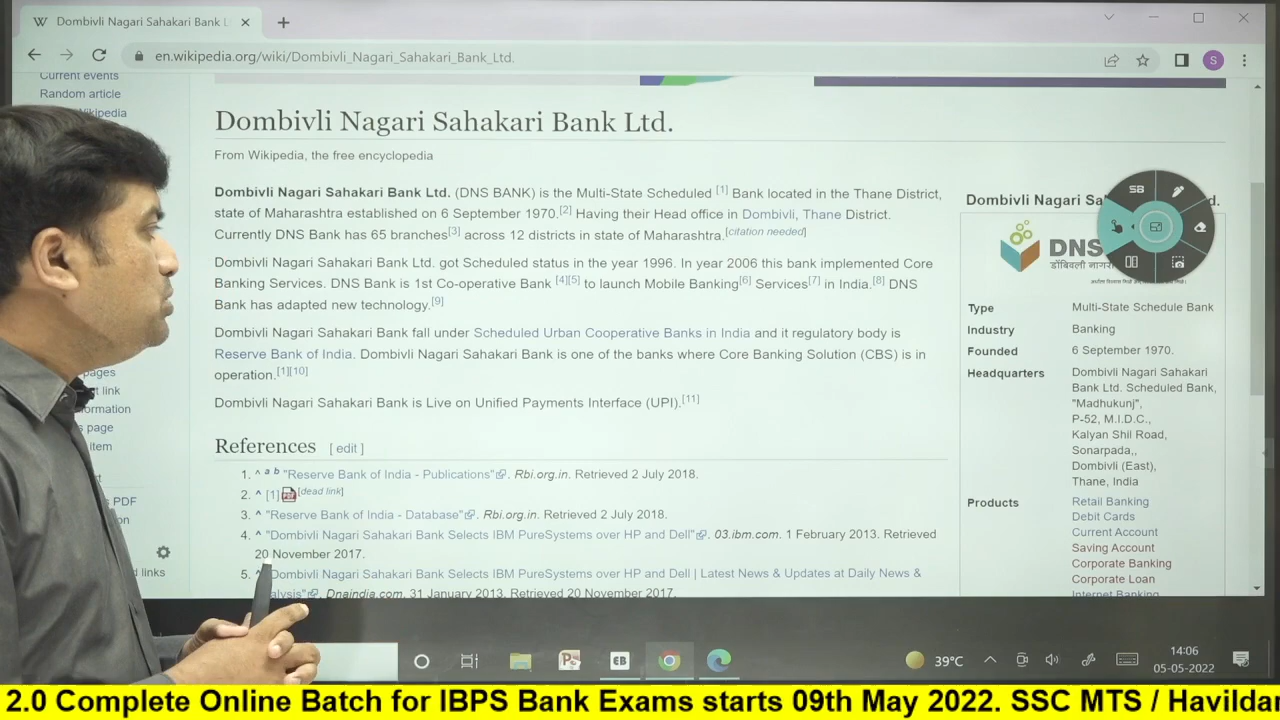 Dombivli Nagari Sahakari Bank L
en.wikipedia.org/wiki/Dombivli_Nagari_Sahakari_Bank_Ltd.
S
Current events
Random article
kipedia
pages
t link
formation
s page
item
PDF
d links
Dombivli Nagari Sahakari Bank Ltd.
From Wikipedia, the free encyclopedia
Dombivli Nagari Sahakari Bank Ltd. (DNS BANK) is the Multi-State Scheduled [1] Bank located in the Thane District,
state of Maharashtra established on 6 September 1970.[2] Having their Head office in Dombivli, Thane District.
Currently DNS Bank has 65 branches[3] across 12 districts in state of Maharashtra.[citation needed]
Dombivli Nagari Sahakari Bank Ltd. got Scheduled status in the year 1996. In year 2006 this bank implemented Core
Banking Services. DNS Bank is 1st Co-operative Bank [4][5] to launch Mobile Banking[6] Services[7] in India.[8] DNS
Bank has adapted new technology.[9]
Dombivli Nagari Sahakari Bank fall under Scheduled Urban Cooperative Banks in India and it regulatory body is
Reserve Bank of India. Dombivli Nagari Sahakari Bank is one of the banks where Core Banking Solution (CBS) is in
operation.[1][10]
Dombivli Nagari Sahakari Bank is Live on Unified Payments Interface (UPI).[11]
References [ edit ]
1. ^ a b "Reserve Bank of India - Publications". Rbi.org.in. Retrieved 2 July 2018.
2. ^ [1] [dead link]
3. ^ "Reserve Bank of India - Database". Rbi.org.in. Retrieved 2 July 2018.
4. ^ "Dombivli Nagari Sahakari Bank Selects IBM PureSystems over HP and Dell". 03.ibm.com. 1 February 2013. Retrieved
20 November 2017.
5. ^ "Dombivli Nagari Sahakari Bank Selects IBM PureSystems over HP and Dell | Latest News & Updates at Daily News &
alysis". Dnaindia.com. 31 January 2013. Retrieved 20 November 2017.
Dombivli Nagari Sa d.
SB
DNS
डोंबिवली नागरी
Type Multi-State Schedule Bank
Industry Banking
Founded 6 September 1970.
Headquarters Dombivli Nagari Sahakari
Bank Ltd. Scheduled Bank,
"Madhukunj",
P-52, M.I.D.C.,
Kalyan Shil Road,
Sonarpada,,
Dombivli (East),
Thane, India
Products Retail Banking
Debit Cards
Current Account
Saving Account
Corporate Banking
Corporate Loan
Internet Banking
EB
39°C
14:06
05-05-2022
2.0 Complete Online Batch for IBPS Bank Exams starts 09th May 2022. SSC MTS / Havildar